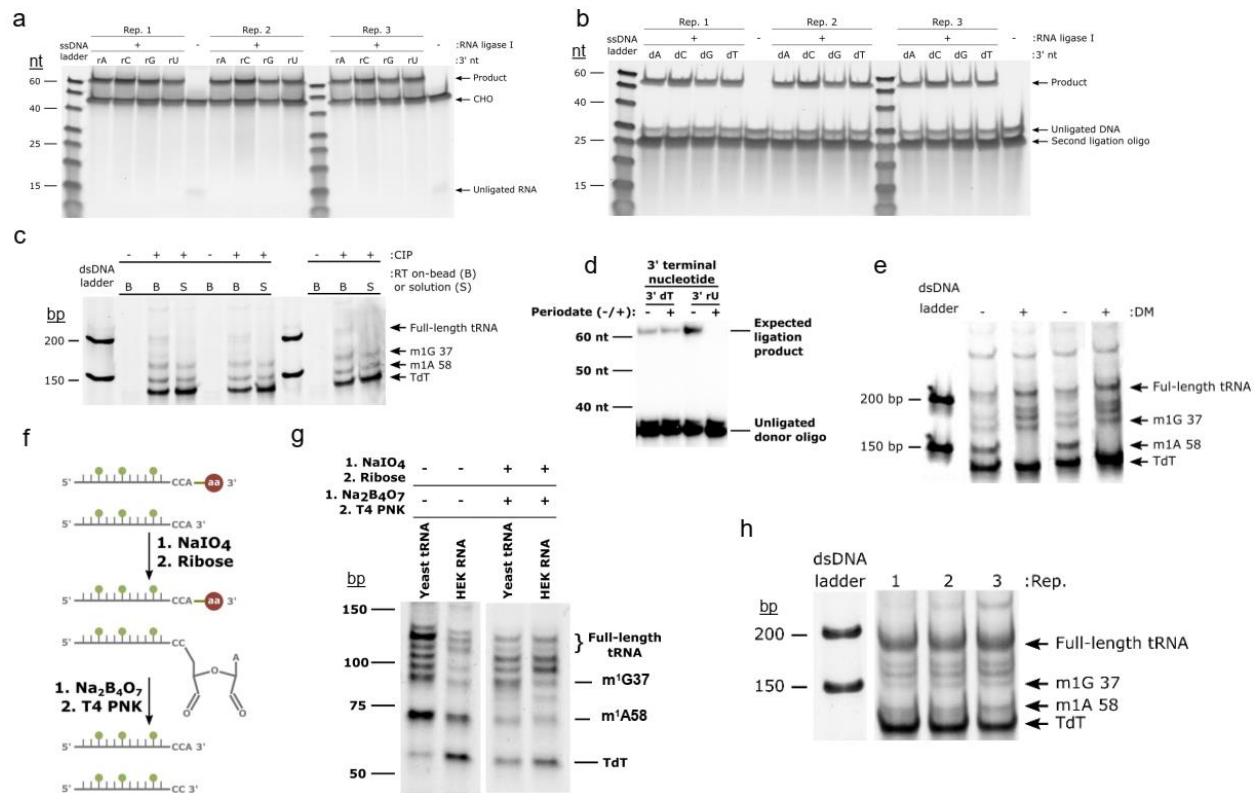 a
Rep. 1
Rep. 2
Rep. 3
ssDNA ladder
+
-
+
+
-
:RNA ligase I
nt
rA rC rG rU
rA rC rG rU
rA rC rG rU
:3' nt
60
Product
40
CHO
25
15
Unligated RNA
b
Rep. 1
Rep. 2
Rep. 3
ssDNA ladder
+
-
+
+
-
:RNA ligase I
nt
dA dC dG dT
dA dC dG dT
dA dC dG dT
:3' nt
60
Product
40
Unligated DNA
25
Second ligation oligo
15
c
- + + - + + - + +
:CIP
dsDNA ladder
:RT on-bead (B)
B B S B B S B B S
or solution (S)
bp
Full-length tRNA
200
m1G 37
m1A 58
150
TdT
d
3' terminal
nucleotide
3' dT 3' rU
Periodate (-/+): - + - +
60 nt
Expected
ligation
product
50 nt
40 nt
Unligated
donor oligo
e
dsDNA
ladder
- + - +
:DM
Ful-length tRNA
200 bp
m1G 37
150 bp
m1A 58
TdT
f
5' CCA aa 3'
5' CCA 3'
1. NaIO4
2. Ribose
5' CCA aa 3'
5' CC
A
O
O O
1. Na2B4O7
2. T4 PNK
5' CCA 3'
5' CC 3'
g
1. NaIO4
2. Ribose
- - + +
1. Na2B4O7
2. T4 PNK
- - + +
Yeast tRNA
HEK RNA
Yeast tRNA
HEK RNA
bp
150
Full-length
tRNA
100
m1G37
75
m1A58
TdT
50
h
dsDNA
ladder
1 2 3 :Rep.
bp
200
Full-length tRNA
150
m1G 37
m1A 58
TdT